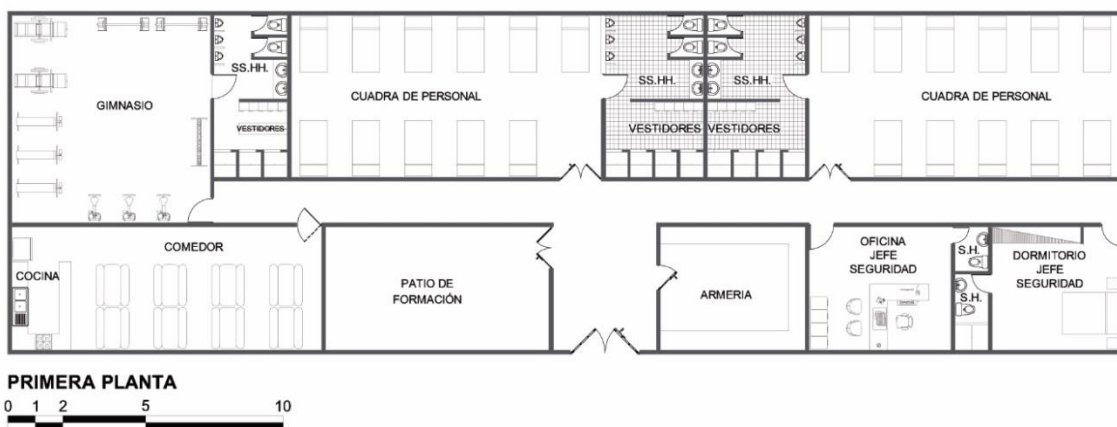 GIMNASIO
SS.HH.
VESTIDORES
CUADRA DE PERSONAL
SS.HH.
SS.HH.
VESTIDORES
VESTIDORES
CUADRA DE PERSONAL
COMEDOR
COCINA
PATIO DE
FORMACIÓN
ARMERIA
OFICINA
JEFE
SEGURIDAD
S.H.
S.H.
DORMITORIO
JEFE
SEGURIDAD
PRIMERA PLANTA
0 1 2 5 10